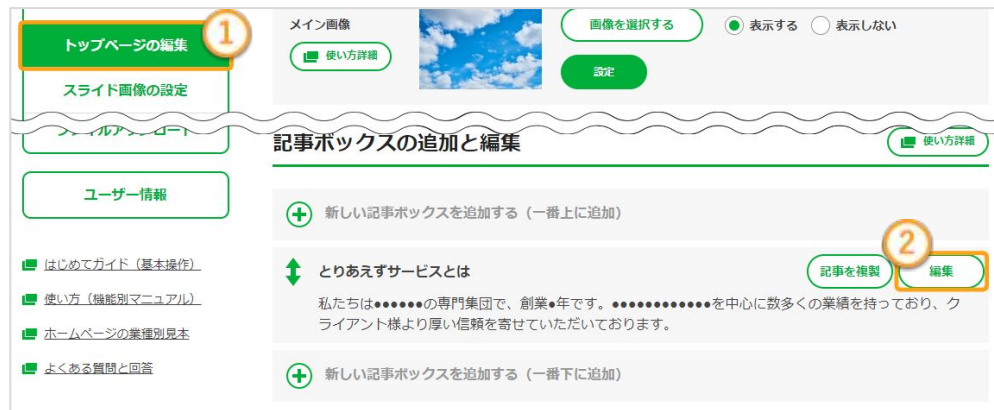 トップページの編集
1
スライド画像の設定
ファイルアップロード
ユーザー情報
はじめてガイド（基本操作）
使い方（機能別マニュアル）
ホームページの業種別見本
よくある質問と回答
メイン画像
使い方詳細
画像を選択する
表示する
表示しない
設定
記事ボックスの追加と編集
使い方詳細
新しい記事ボックスを追加する（一番上に追加）
2
とりあえずサービスとは
記事を複製
編集
私たちは●●●●●●の専門集団で、創業●年です。●●●●●●●●●●●●を中心に数多くの業績を持っており、ク
ライアント様より厚い信頼を寄せていただいております。
新しい記事ボックスを追加する（一番下に追加）